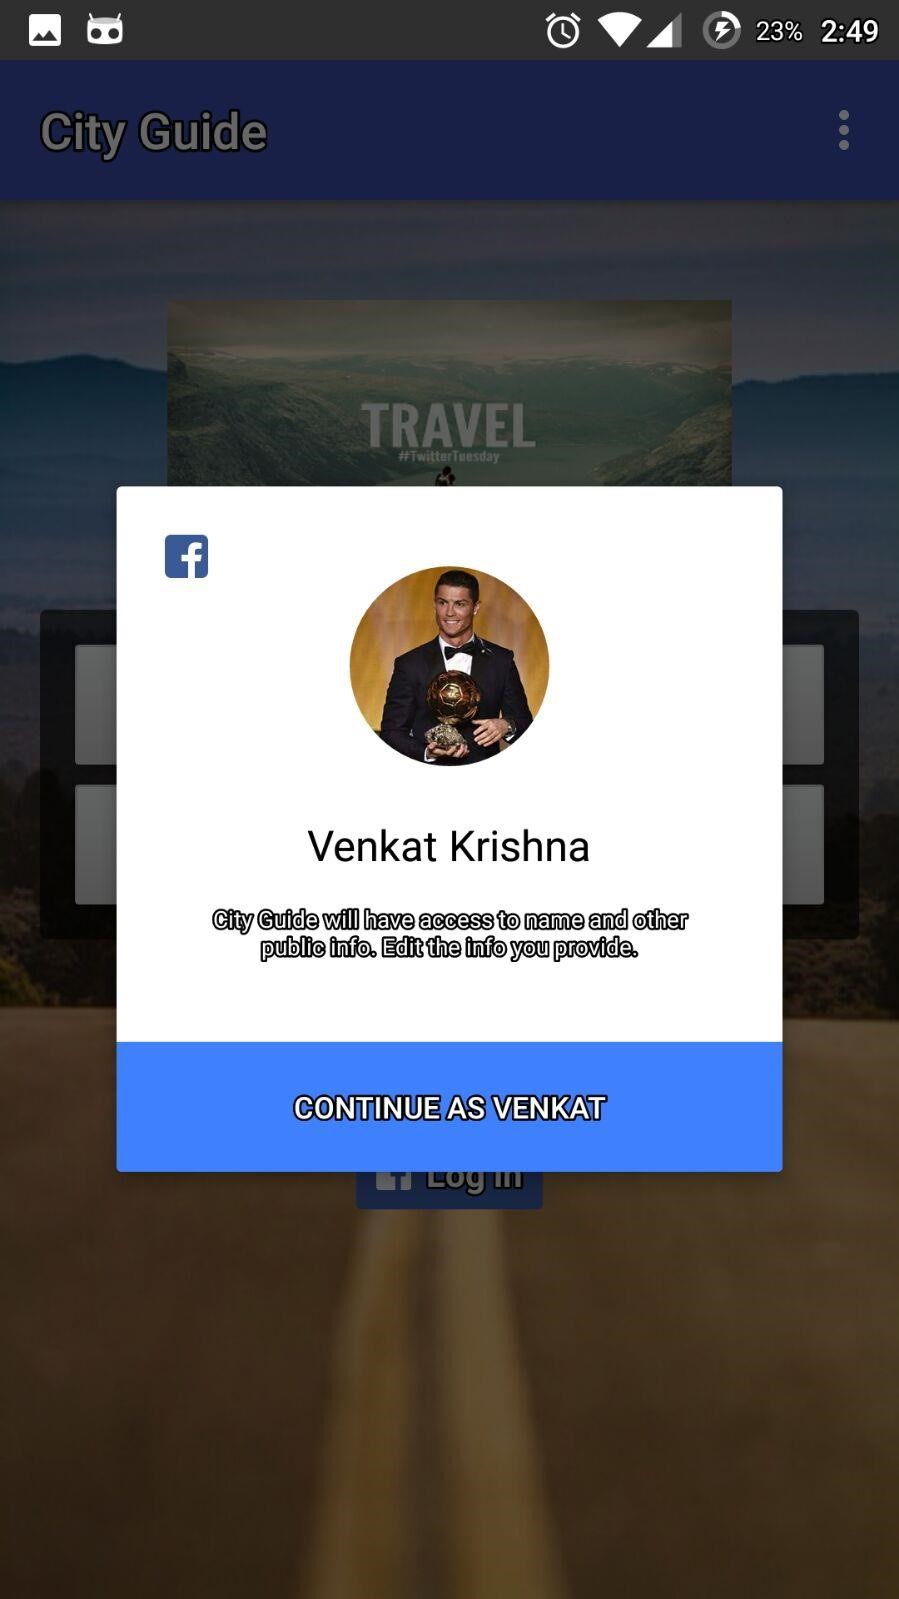 23% 2:49
City Guide
TRAVEL
#TwitterTuesday
Venkat Krishna
City Guide will have access to name and other
public info. Edit the info you provide.
CONTINUE AS VENKAT
Log in